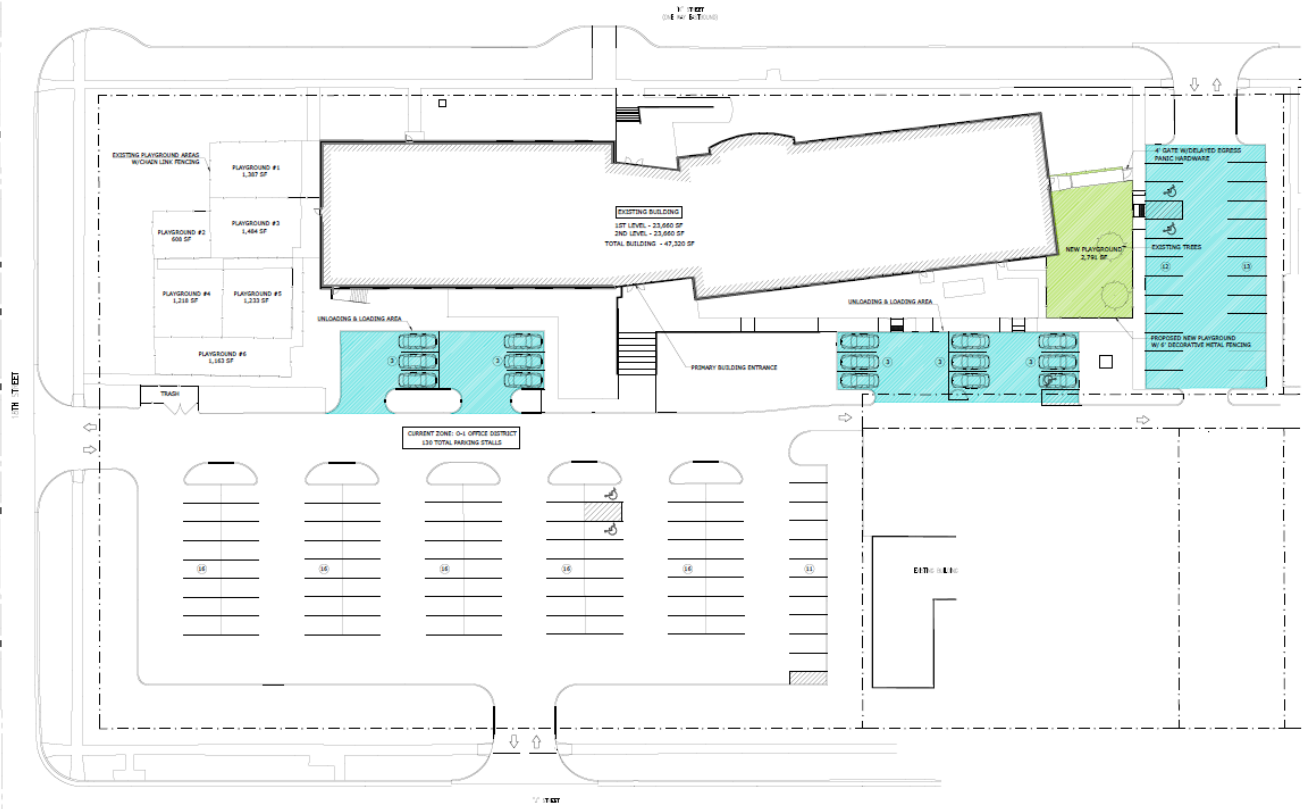 EXISTING PLAYGROUND AREAS
W/CHAIN LINK FENCING
PLAYGROUND #1
1,387 SF
PLAYGROUND #2
608 SF
PLAYGROUND #3
1,484 SF
PLAYGROUND #4
1,218 SF
PLAYGROUND #5
1,233 SF
PLAYGROUND #6
1,163 SF
TRASH
EXISTING BUILDING
1ST LEVEL - 23,660 SF
2ND LEVEL - 23,660 SF
TOTAL BUILDING - 47,320 SF
4' GATE W/DELAYED EGRESS
PANIC HARDWARE
EXISTING TREES
NEW PLAYGROUND
2,791 SF
12
13
UNLOADING & LOADING AREA
UNLOADING & LOADING AREA
3
3
3
3
3
PROPOSED NEW PLAYGROUND
W/ 6' DECORATIVE METAL FENCING
PRIMARY BUILDING ENTRANCE
CURRENT ZONE: O-1 OFFICE DISTRICT
130 TOTAL PARKING STALLS
16
16
16
16
16
11
STREET
STREET
STREET